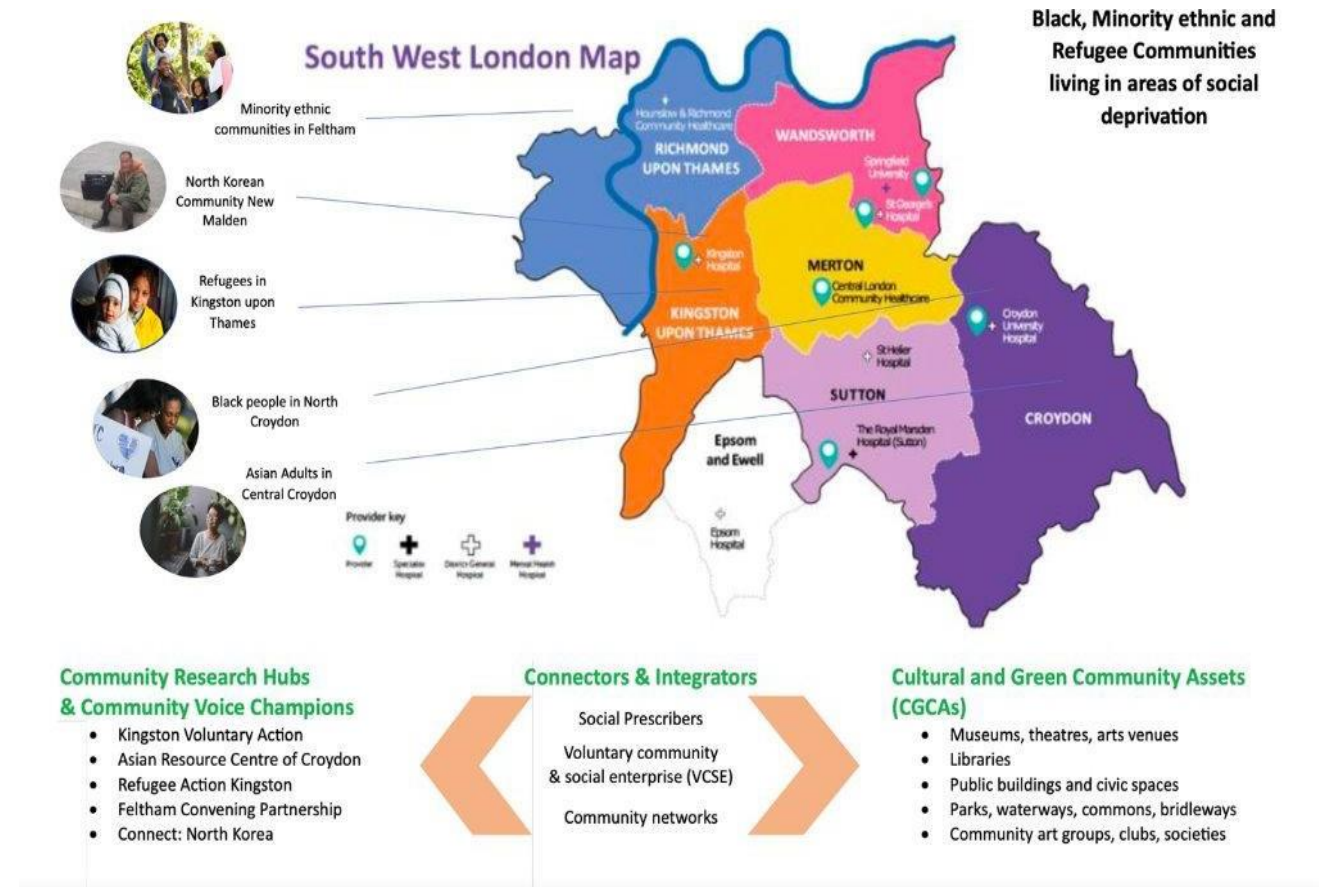 South West London Map
Black, Minority ethnic and
Refugee Communities
living in areas of social
deprivation
Minority ethnic
communities in Feltham
North Korean
Community New
Malden
Refugees in
Kingston upon
Thames
Black people in North
Croydon
Asian Adults in
Central Croydon
Hounslow & Richmond
Community Healthcare
RICHMOND
UPON THAMES
WANDSWORTH
Springfield
University
St George's
Hospital
Kingston
Hospital
KINGSTON
UPON THAMES
MERTON
Central London
Community Healthcare
Croydon
University
Hospital
St Helier
Hospital
SUTTON
The Royal Marsden
Hospital (Sutton)
CROYDON
Epsom
and Ewell
Epsom
Hospital
Provider key
Provider
Specialist
Hospital
District General
Hospital
Mental Health
Hospital
Community Research Hubs
& Community Voice Champions
• Kingston Voluntary Action
• Asian Resource Centre of Croydon
• Refugee Action Kingston
• Feltham Convening Partnership
• Connect: North Korea
Connectors & Integrators
Social Prescribers
Voluntary community
& social enterprise (VCSE)
Community networks
Cultural and Green Community Assets
(CGCAs)
• Museums, theatres, arts venues
• Libraries
• Public buildings and civic spaces
• Parks, waterways, commons, bridleways
• Community art groups, clubs, societies